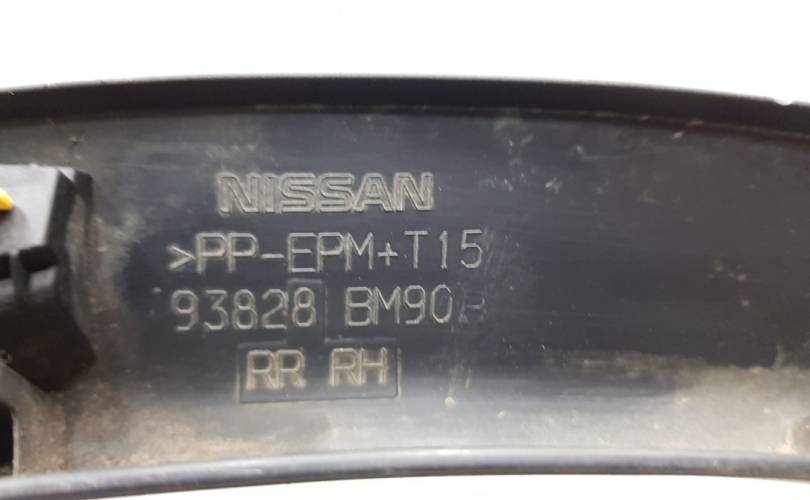 NISSAN
>PP-EPM+T15
93828 BM90
RR RH